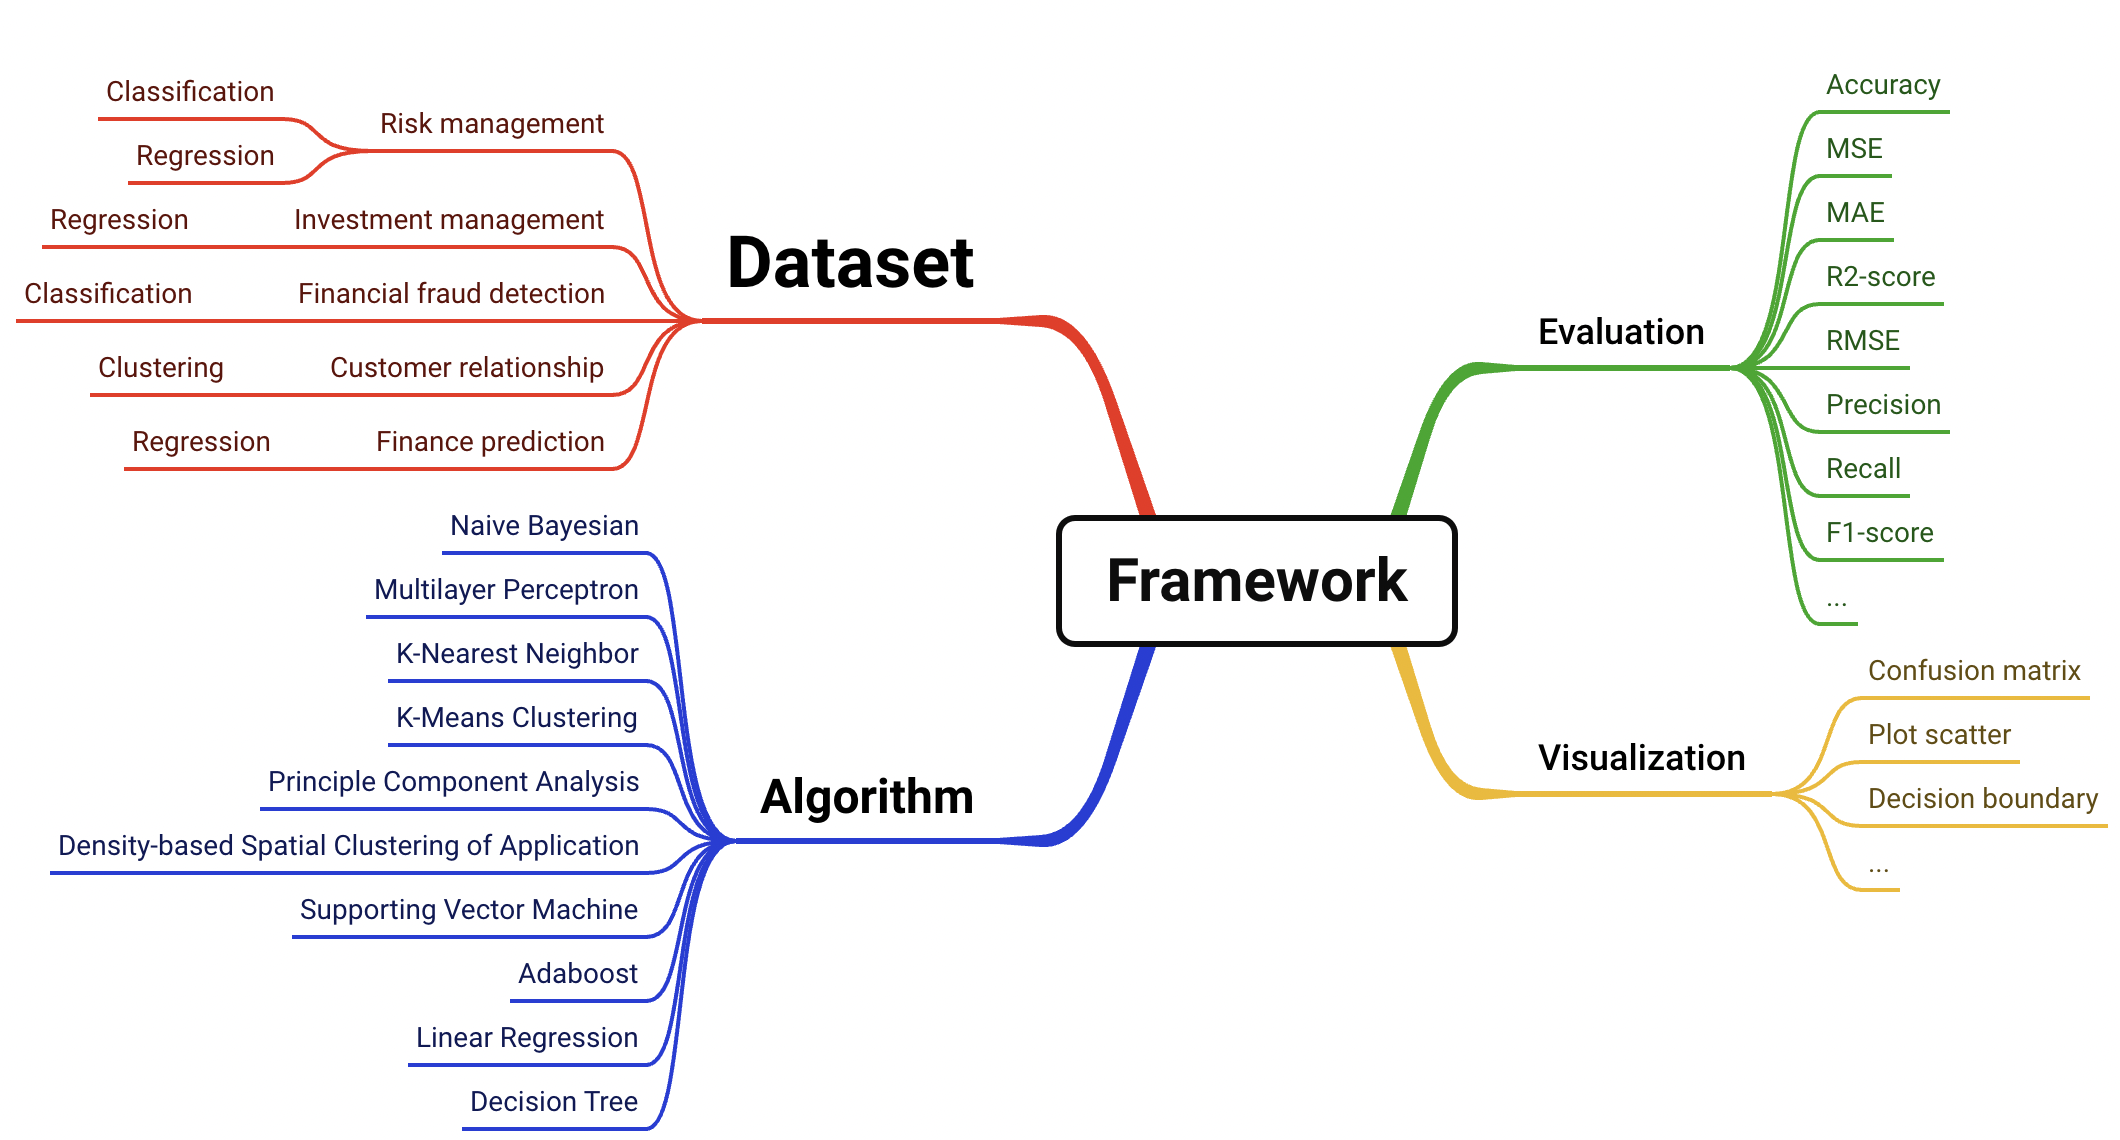 Classification
Risk management
Regression
Regression
Investment management
Classification
Financial fraud detection
Clustering
Customer relationship
Regression
Finance prediction
Dataset
Naive Bayesian
Multilayer Perceptron
K-Nearest Neighbor
K-Means Clustering
Principle Component Analysis
Density-based Spatial Clustering of Application
Supporting Vector Machine
Adaboost
Linear Regression
Decision Tree
Algorithm
Framework
Evaluation
Accuracy
MSE
MAE
R2-score
RMSE
Precision
Recall
F1-score
...
Visualization
Confusion matrix
Plot scatter
Decision boundary
...